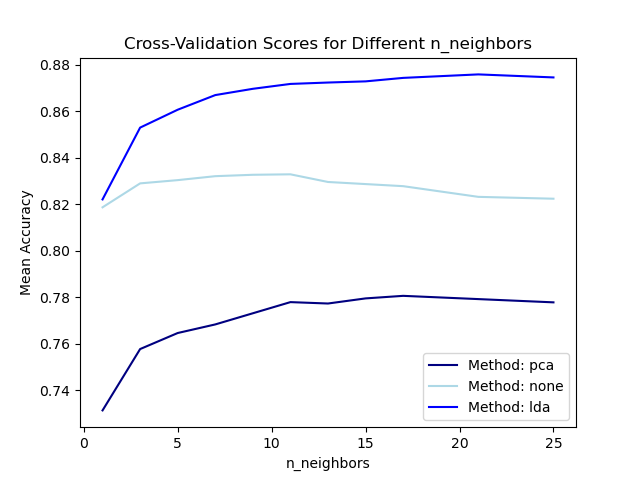 Cross-Validation Scores for Different n_neighbors
0.88
0.86
0.84
0.82
0.80
0.78
0.76
0.74
Mean Accuracy
Method: pca
Method: none
Method: lda
0 5 10 15 20 25
n_neighbors